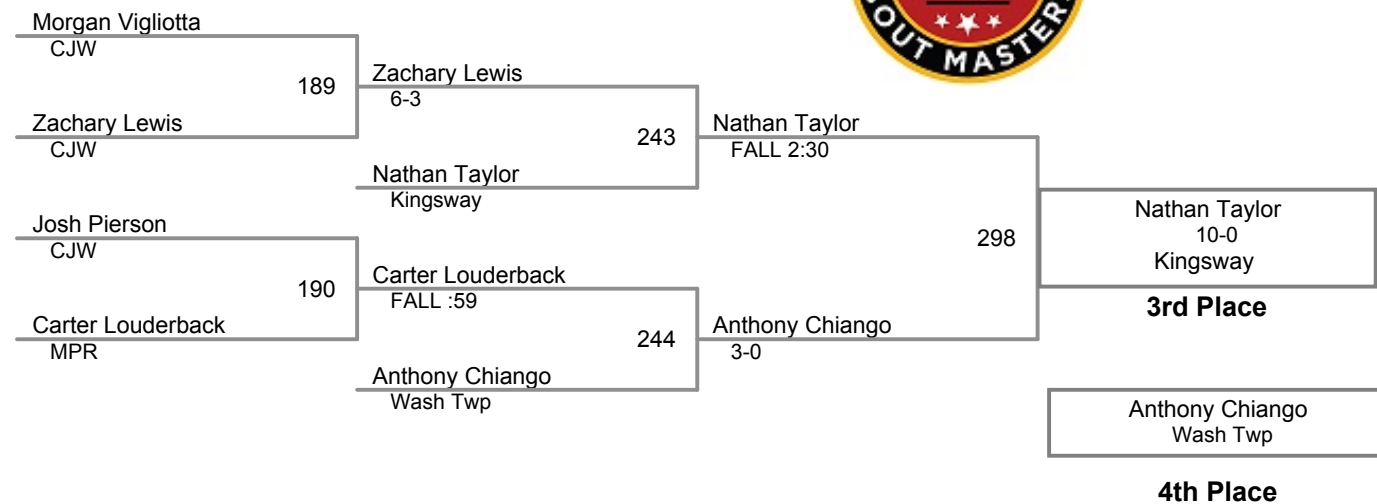 BOUT MASTER
Morgan Vigliotta
CJW
189
Zachary Lewis
CJW
Zachary Lewis
6-3
243
Nathan Taylor
Kingsway
Nathan Taylor
FALL 2:30
Josh Pierson
CJW
190
Carter Louderback
MPR
Carter Louderback
FALL :59
244
Anthony Chiango
Wash Twp
Anthony Chiango
3-0
298
Nathan Taylor
10-0
Kingsway
3rd Place
Anthony Chiango
Wash Twp
4th Place